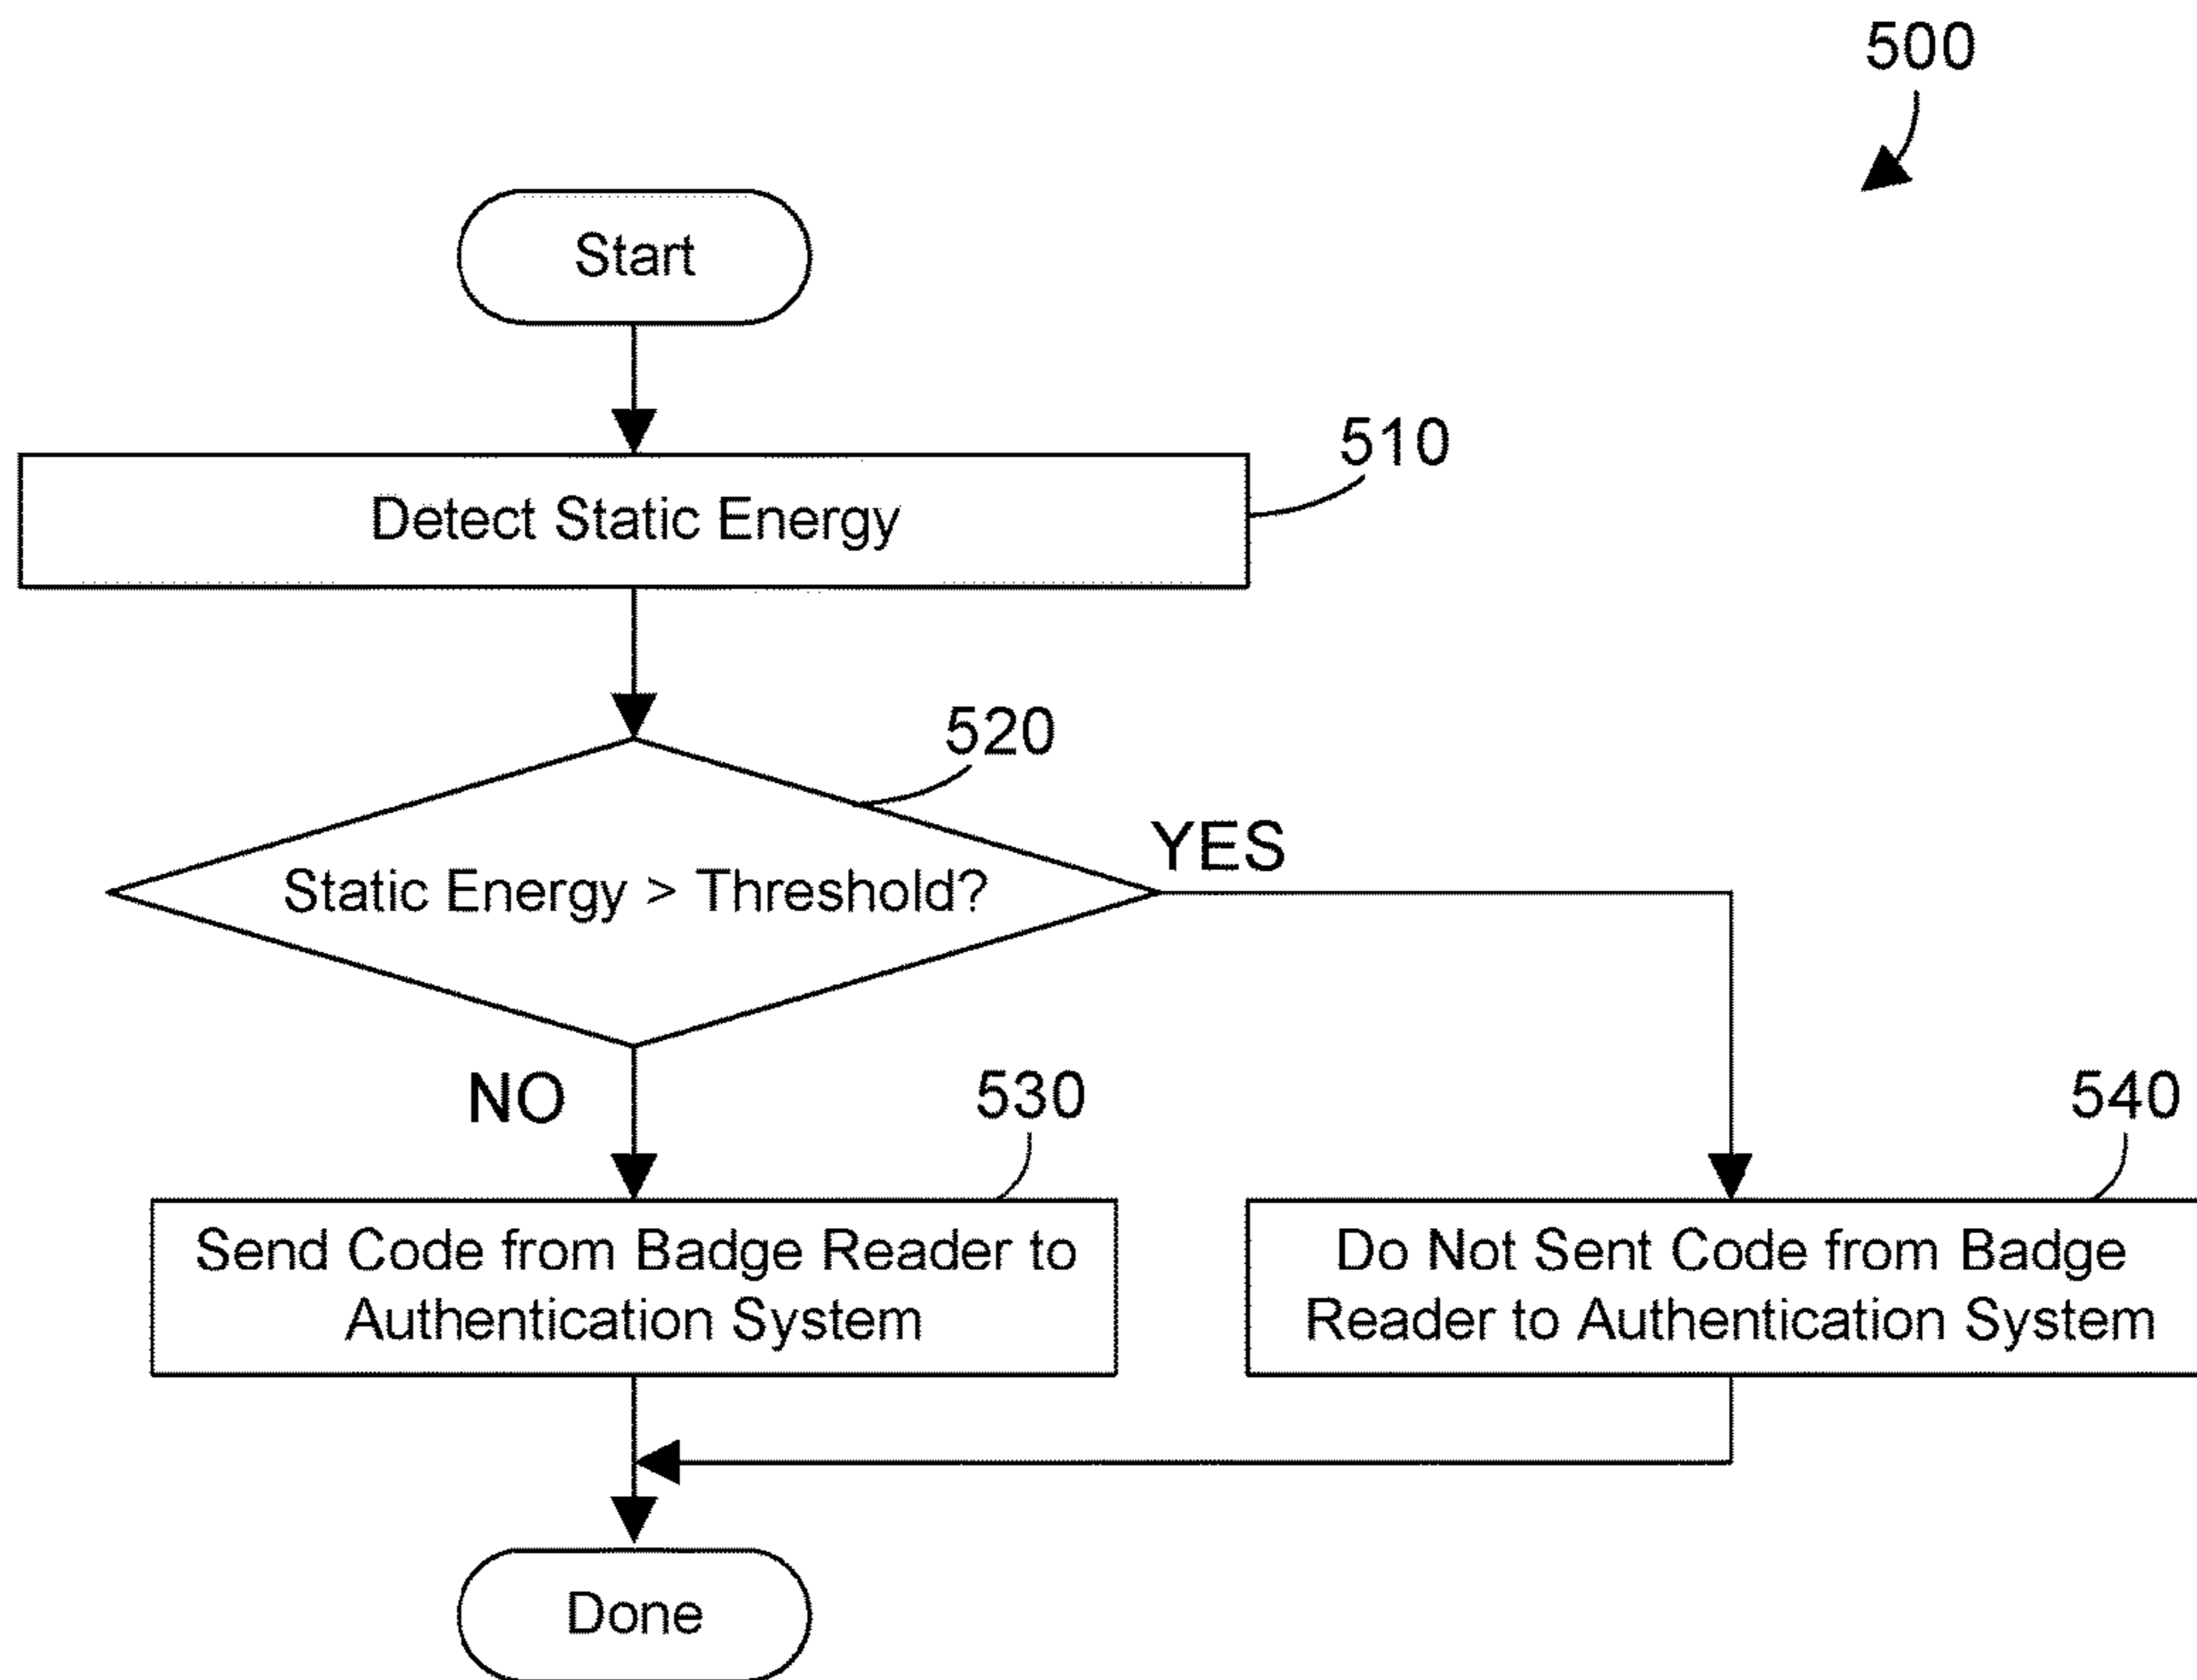 500
Start
510
Detect Static Energy
520
YES
Static Energy > Threshold?
NO
530
540
Send Code from Badge Reader to
Authentication System
Do Not Sent Code from Badge
Reader to Authentication System
Done